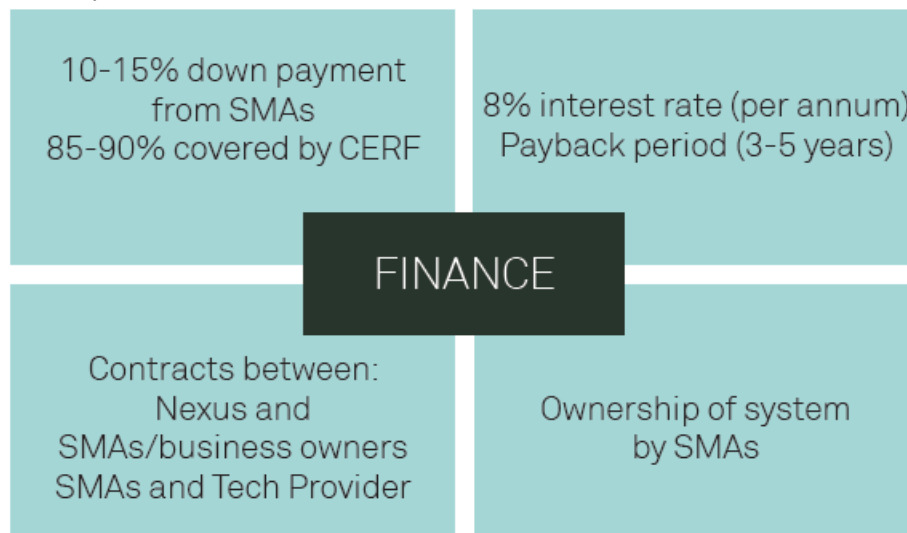 10-15% down payment
from SMAs
85-90% covered by CERF
8% interest rate (per annum)
Payback period (3-5 years)
FINANCE
Contracts between:
Nexus and
SMAs/business owners
SMAs and Tech Provider
Ownership of system
by SMAs